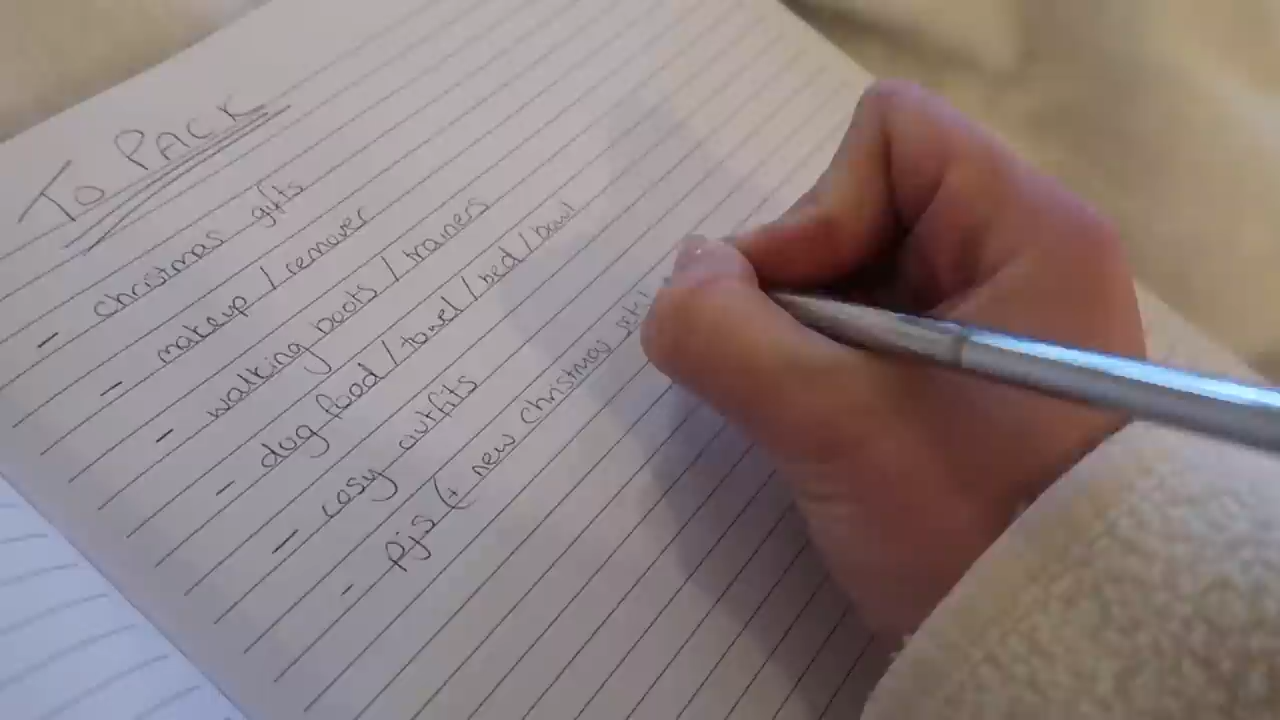 TO PACK
- christmas gifts
- makeup / remover
- walking boots / trainers
- dog food / towel / bed / bowl
- cosy outfits
- Pjs (+ new christmas set!